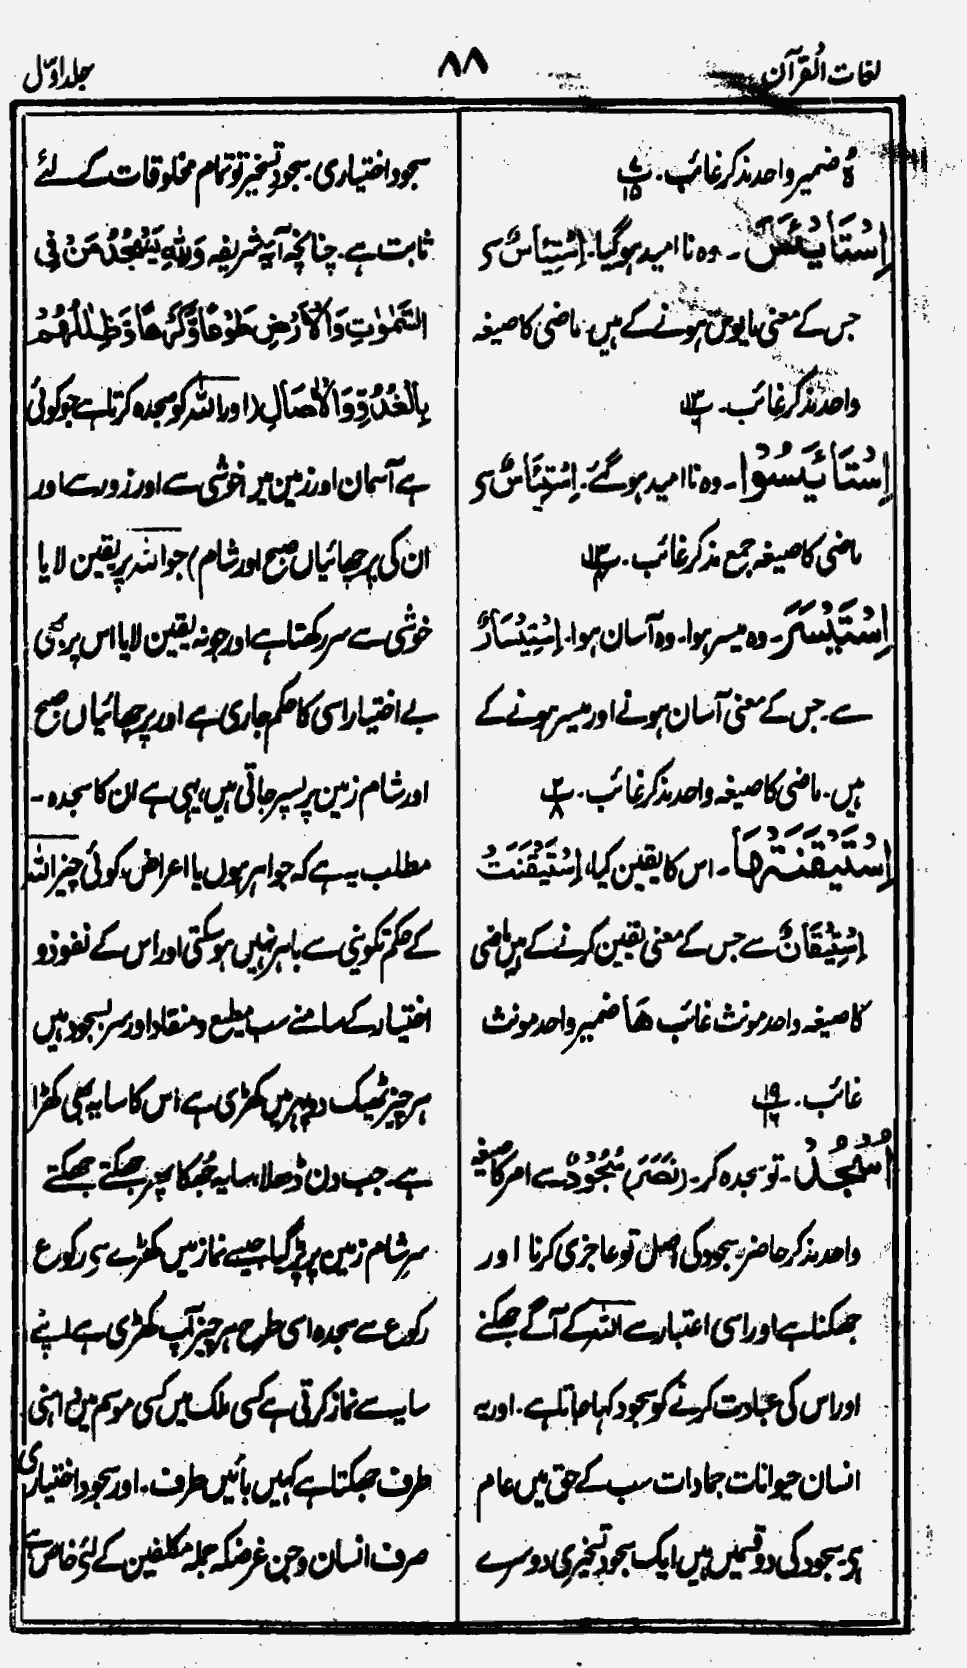 لغات القرآن
۸۸
جلد اوّل
ہُ ضمیر واحد مذکر غائب۔ پ ۷ ۱۵
اِسْتَایْئَسَ۔ وہ نا امید ہوگیا۔ اِسْتِیْئَاسٌ سے
جس کے معنی مایوس ہونے کے ہیں۔ ماضی کا صیغہ
واحد مذکر غائب۔ پ ۱۳
اِسْتَایْئَسُوْا۔ وہ نا امید ہوگئے۔ اِسْتِیْئَاسٌ سے
ماضی کا صیغہ جمع مذکر غائب۔ پ ۱۳
اِسْتَیْسَرَ۔ وہ میسر ہوا۔ وہ آسان ہوا۔ اِسْتِیْسَارٌ
سے۔ جس کے معنی آسان ہونے اور میسر ہونے کے
ہیں۔ ماضی کا صیغہ واحد مذکر غائب۔ پ ۲ ۸
اِسْتَیْقَنَتْهَا۔ اس کا یقین کیا، اِسْتَیْقَنَتْ
اِسْتِیْقَانٌ سے جس کے معنی یقین کرنے کے ہیں ماضی
کا صیغہ واحد مونث غائب هَا ضمیر واحد مونث
غائب۔ پ ۱۹ ۱۶
اُسْجُدْ۔ تو سجدہ کر۔ (نَصَرَ) سُجُوْدٌ سے امر کا صیغہ
واحد مذکر حاضر، سجود کی اصل تو عاجزی کرنا اور
جھکنا ہے اور اسی اعتبار سے اللہ کے آگے جھکنے
اور اس کی عبادت کرنے کو سجود کہا جاتا ہے۔ اور یہ
انسان حیوانات جمادات سب کے حق میں عام
ہے۔ سجود کی دو قسمیں ہیں ایک سجود تسخیری دوسرے
سجود اختیاری۔ سجود تسخیر تو تمام مخلوقات کے لئے
ثابت ہے۔ چنانچہ آیہ شریفہ وَلِلّٰهِ یَسْجُدُ مَنْ فِی
السَّمٰوٰتِ وَالْاَرْضِ طَوْعًا وَّکَرْهًا وَّظِلٰلُهُمْ
بِالْغُدُوِّ وَالْاٰصَالِ (اور اللہ کو سجدہ کرتا ہے جو کوئی
ہے آسمان اور زمین میں خوشی سے اور زور سے اور
ان کی پرچھائیاں صبح اور شام) جو اللہ پر یقین لایا
خوشی سے سر رکھتا ہے اور جو نہ یقین لایا اس پر بھی
بے اختیار اسی کا حکم جاری ہے اور پرچھائیاں صبح
اور شام زمین پر پسر جاتی ہیں، یہی ہے ان کا سجدہ۔
مطلب یہ ہے کہ جواہر ہوں یا اعراض کوئی چیز اللہ
کے حکم تکوینی سے باہر نہیں ہوسکتی اور اس کے نفوذ و
اختیار کے سامنے سب مطیع و منقاد اور سر بسجود ہیں
ہر چیز ٹھیک دوپہر میں کھڑی ہے اس کا سایہ بھی کھڑا
ہے۔ جب دن ڈھلا، سایہ جھکا پھر جھکتے جھکتے
سرِ شام زمین پر پڑ گیا جیسے نماز میں کھڑے سے رکوع
رکوع سے سجدہ اسی طرح ہر چیز آپ کھڑی ہے اپنے
سایہ سے نماز کرتی ہے کسی ملک میں کسی موسم میں اپنی
طرف جھکتا ہے کہیں بائیں طرف۔ اور سجود اختیاری
صرف انسان و جن غرضکہ جملہ مکلفین کے لئے خاص ہے